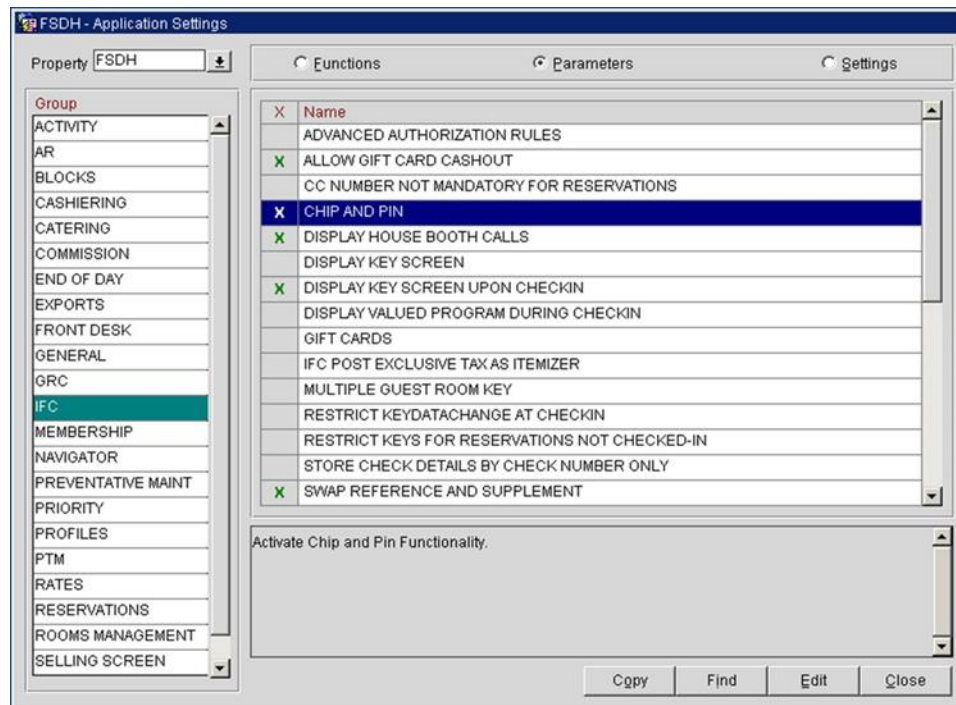 FSDH - Application Settings
Property FSDH
Functions Parameters Settings
Group
ACTIVITY
AR
BLOCKS
CASHIERING
CATERING
COMMISSION
END OF DAY
EXPORTS
FRONT DESK
GENERAL
GRC
IFC
MEMBERSHIP
NAVIGATOR
PREVENTATIVE MAINT
PRIORITY
PROFILES
PTM
RATES
RESERVATIONS
ROOMS MANAGEMENT
SELLING SCREEN
X Name
ADVANCED AUTHORIZATION RULES
X ALLOW GIFT CARD CASHOUT
CC NUMBER NOT MANDATORY FOR RESERVATIONS
X CHIP AND PIN
X DISPLAY HOUSE BOOTH CALLS
DISPLAY KEY SCREEN
X DISPLAY KEY SCREEN UPON CHECKIN
DISPLAY VALUED PROGRAM DURING CHECKIN
GIFT CARDS
IFC POST EXCLUSIVE TAX AS ITEMIZER
MULTIPLE GUEST ROOM KEY
RESTRICT KEYDATACHANGE AT CHECKIN
RESTRICT KEYS FOR RESERVATIONS NOT CHECKED-IN
STORE CHECK DETAILS BY CHECK NUMBER ONLY
X SWAP REFERENCE AND SUPPLEMENT
Activate Chip and Pin Functionality.
Copy Find Edit Close